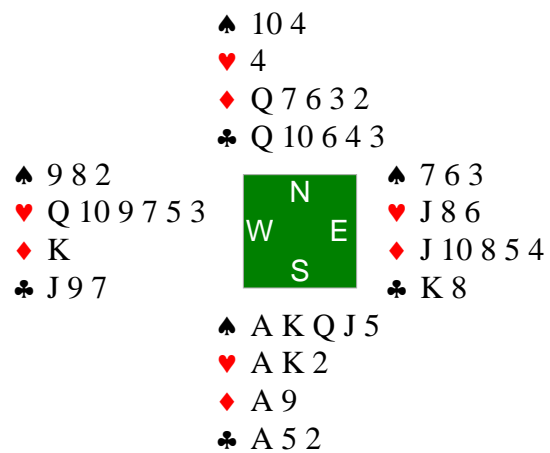 ♠ 10 4
♥ 4
♦ Q 7 6 3 2
♣ Q 10 6 4 3
♠ 9 8 2
♥ Q 10 9 7 5 3
♦ K
♣ J 9 7
N
W E
S
♠ 7 6 3
♥ J 8 6
♦ J 10 8 5 4
♣ K 8
♠ A K Q J 5
♥ A K 2
♦ A 9
♣ A 5 2